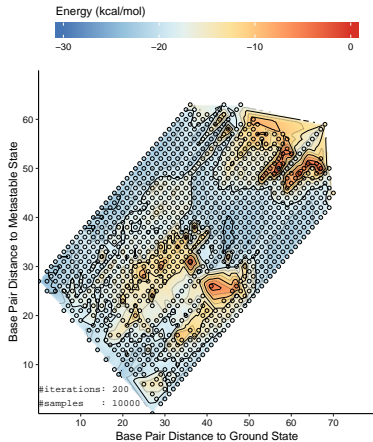 Energy (kcal/mol)
−30 −20 −10 0
Base Pair Distance to Metastable State
60
50
40
30
20
10
#iterations: 200
#samples : 10000
10 20 30 40 50 60 70
Base Pair Distance to Ground State